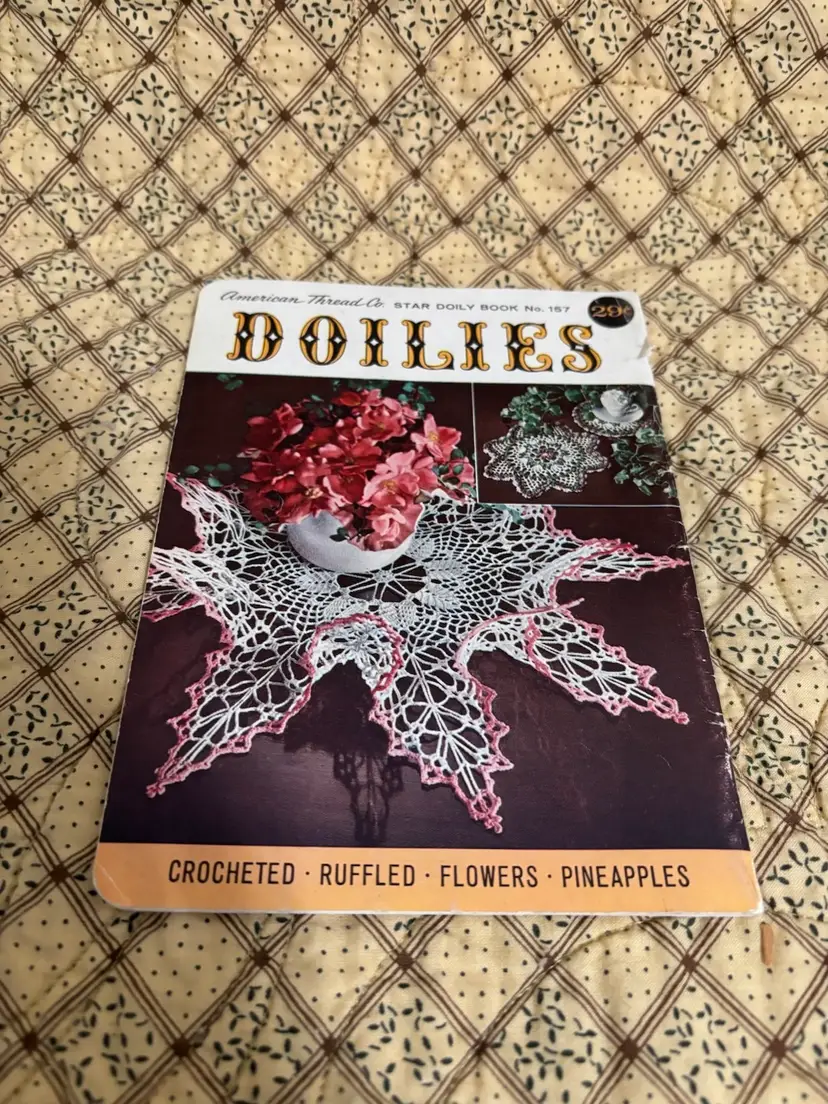 American Thread Co. STAR DOILY BOOK No. 157
29¢
DOILIES
CROCHETED · RUFFLED · FLOWERS · PINEAPPLES